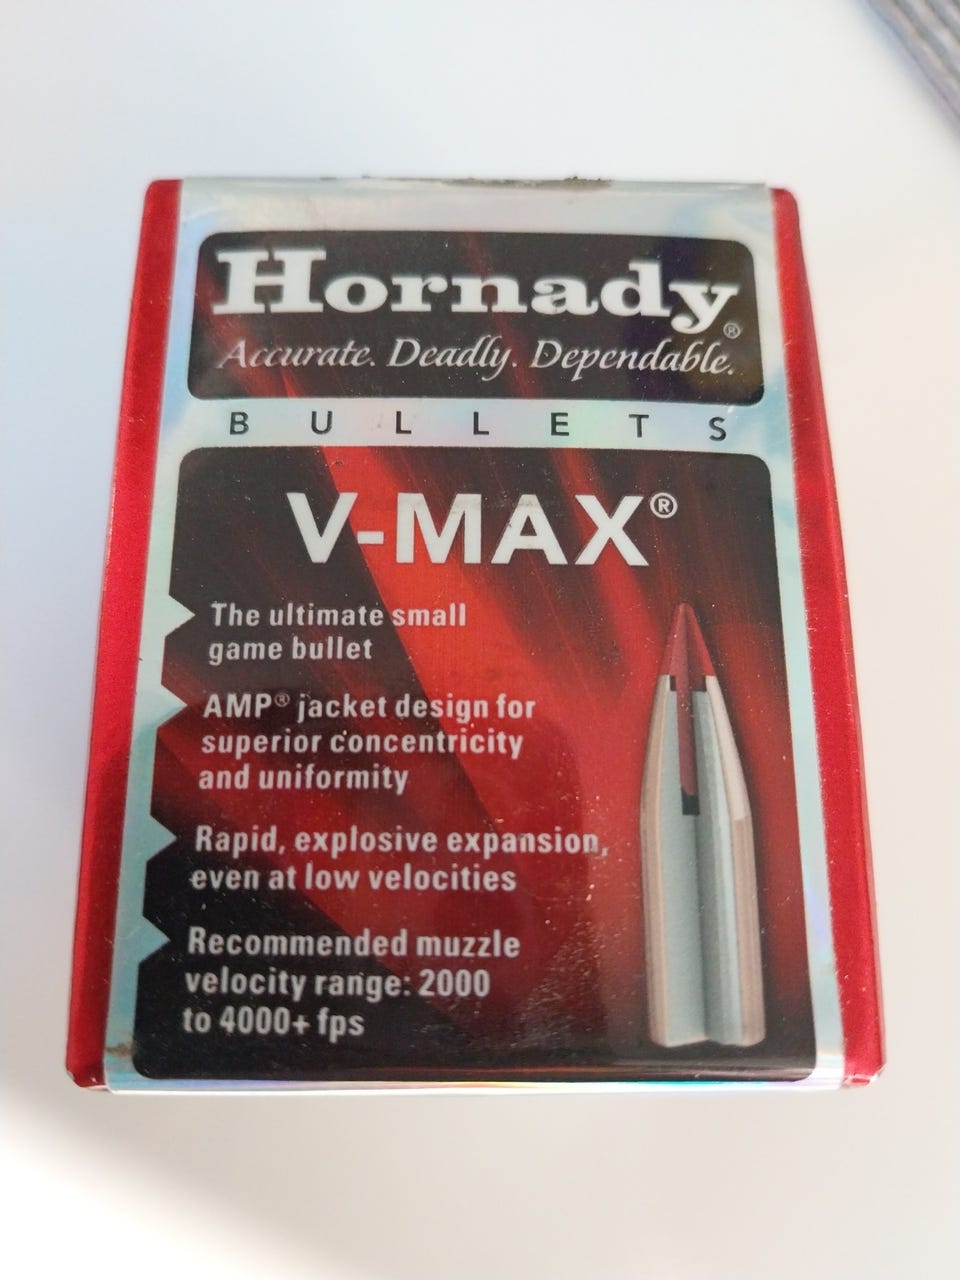 Hornady®
Accurate. Deadly. Dependable.
BULLETS
V-MAX®
The ultimate small
game bullet
AMP® jacket design for
superior concentricity
and uniformity
Rapid, explosive expansion,
even at low velocities
Recommended muzzle
velocity range: 2000
to 4000+ fps